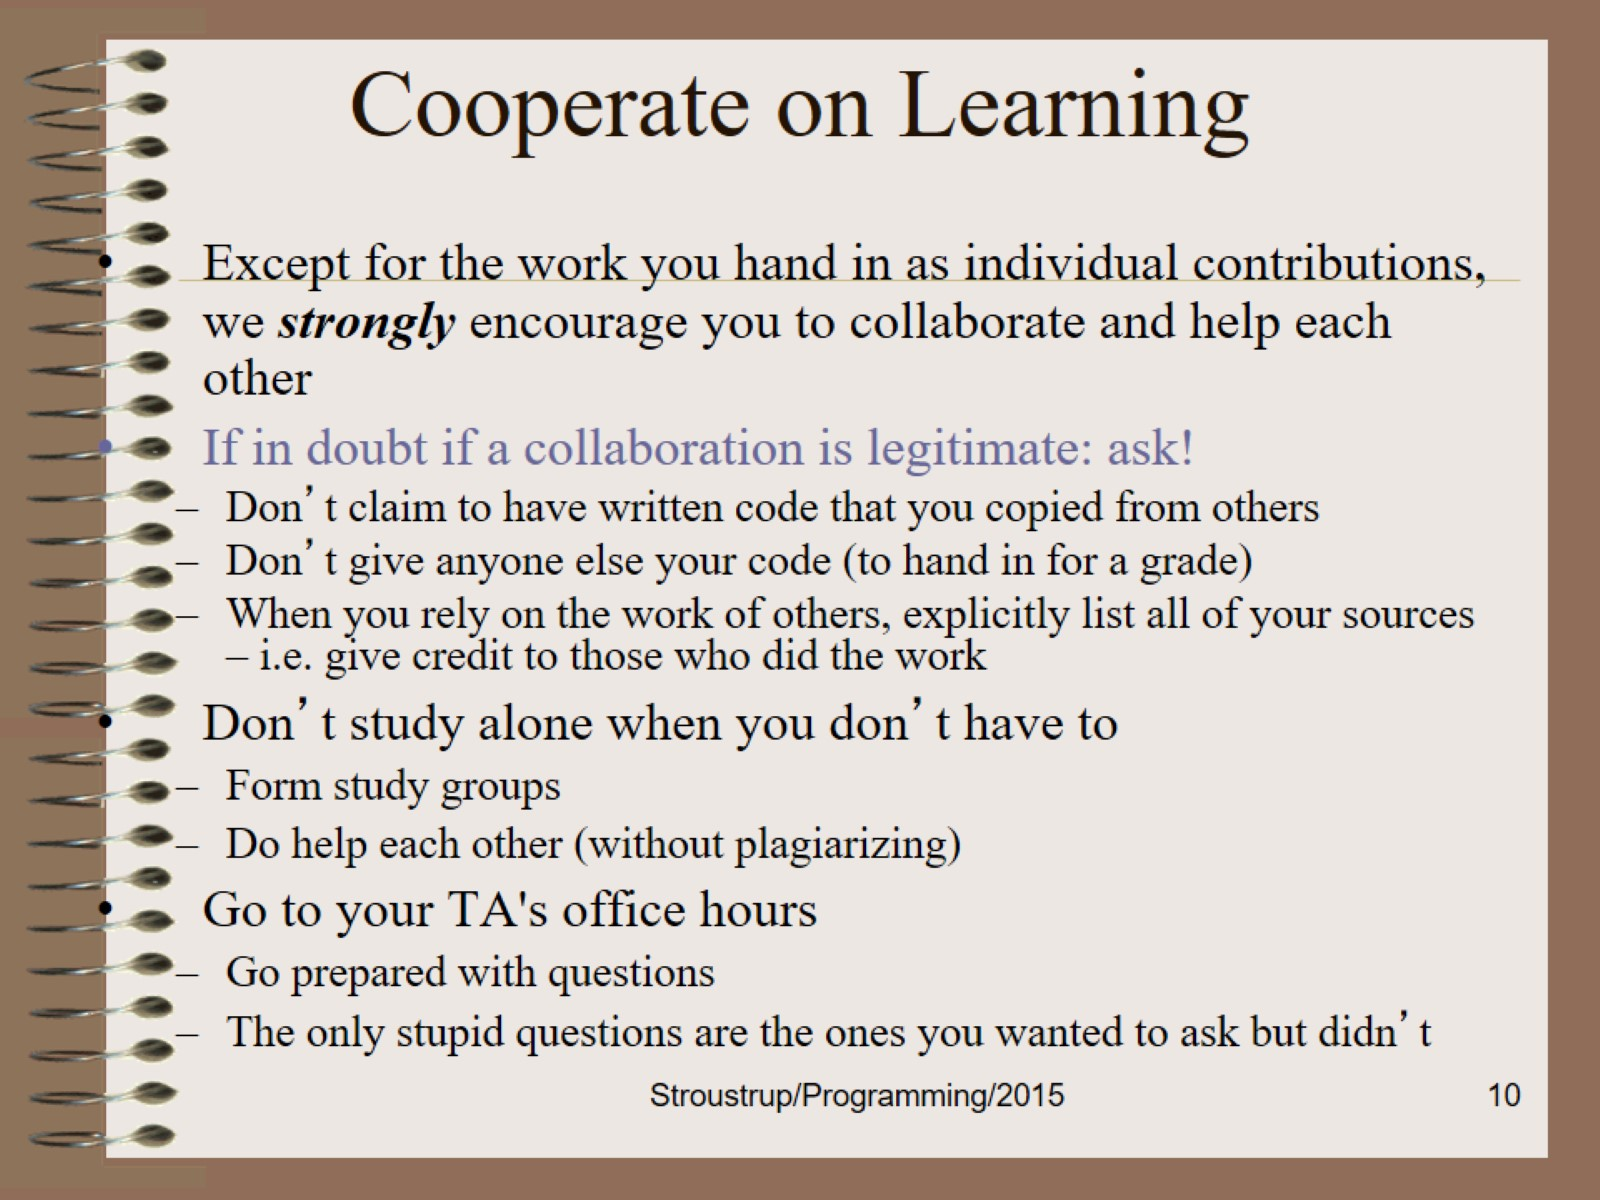 Cooperate on Learning
• Except for the work you hand in as individual contributions,
we strongly encourage you to collaborate and help each
other
• If in doubt if a collaboration is legitimate: ask!
– Don’t claim to have written code that you copied from others
– Don’t give anyone else your code (to hand in for a grade)
– When you rely on the work of others, explicitly list all of your sources
– i.e. give credit to those who did the work
• Don’t study alone when you don’t have to
– Form study groups
– Do help each other (without plagiarizing)
• Go to your TA's office hours
– Go prepared with questions
– The only stupid questions are the ones you wanted to ask but didn’t
Stroustrup/Programming/2015
10